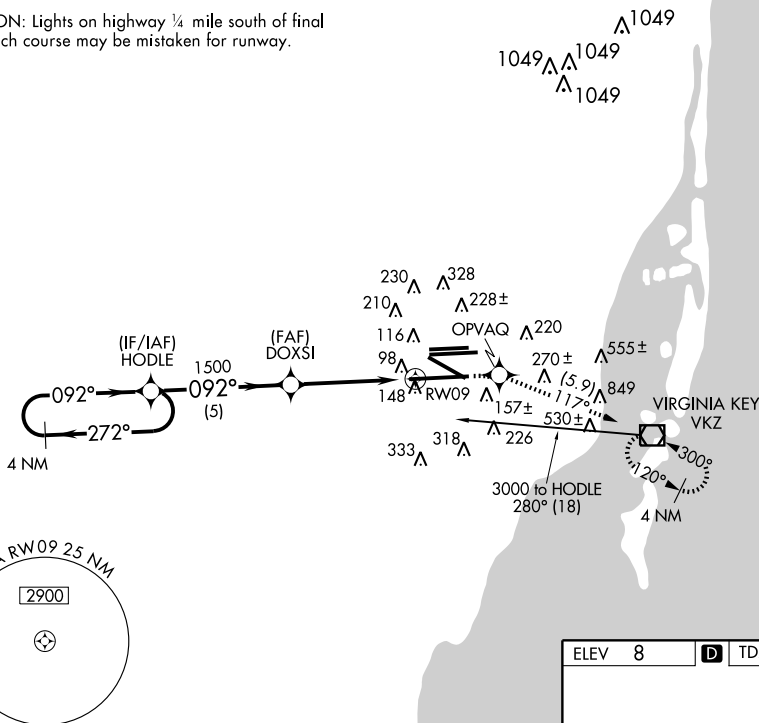 ON: Lights on highway ¼ mile south of final
ch course may be mistaken for runway.
1049
1049
1049
1049
230
328
210
228±
116
OPVAQ
220
(IF/IAF)
HODLE
(FAF)
DOXSI
98
270±
555±
1500
092°
092°
(5)
148
RW09
(5.9)
849
117°
157±
VIRGINIA KEY
VKZ
272°
226
530±
4 NM
333
318
300°
120°
3000 to HODLE
280° (18)
4 NM
A RW09 25 NM
2900
ELEV 8
D
TD